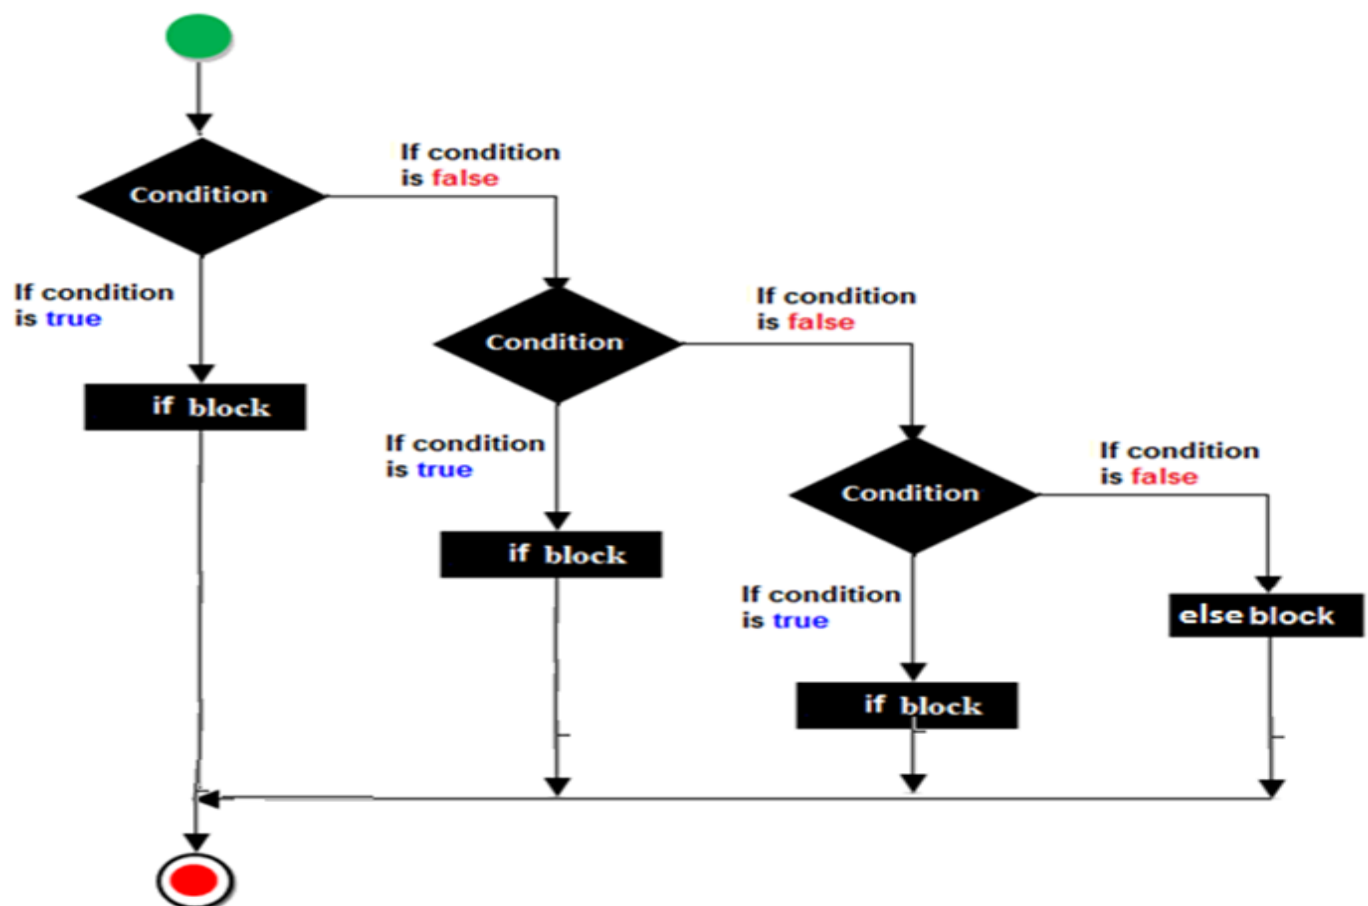 If condition
is false
Condition
If condition
is true
If condition
is false
Condition
if block
If condition
is true
If condition
is false
Condition
if block
If condition
is true
else block
if block